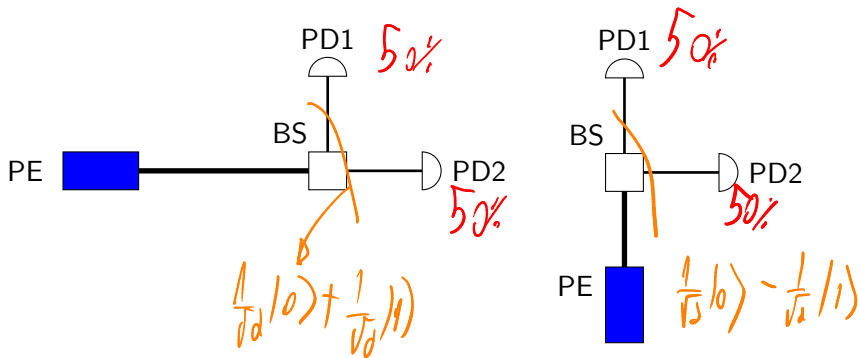 PD1 50%
BS
PE
PD2
50%
1/√2 |0⟩ + 1/√2 |1⟩
PD1 50%
BS
PD2
50%
PE
1/√2 |0⟩ - 1/√2 |1⟩